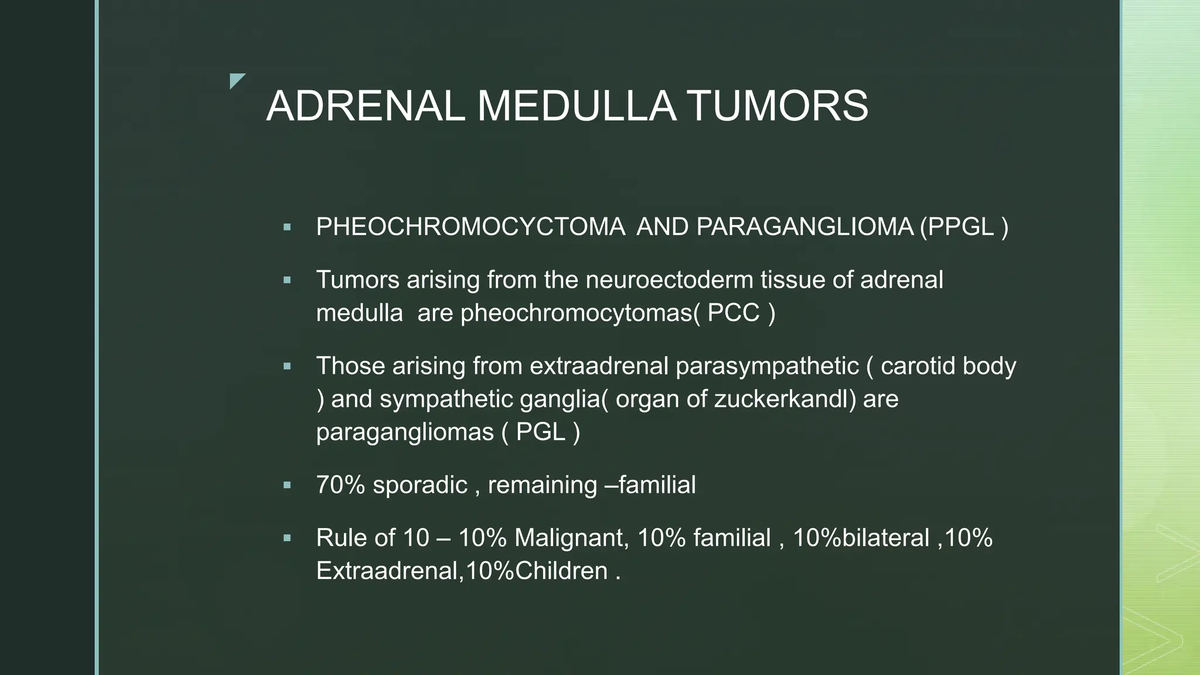 ADRENAL MEDULLA TUMORS
PHEOCHROMOCYCTOMA  AND PARAGANGLIOMA (PPGL )
Tumors arising from the neuroectoderm tissue of adrenal
medulla  are pheochromocytomas( PCC )
Those arising from extraadrenal parasympathetic ( carotid body
) and sympathetic ganglia( organ of zuckerkandl) are
paragangliomas ( PGL )
70% sporadic , remaining –familial
Rule of 10 – 10% Malignant, 10% familial , 10%bilateral ,10%
Extraadrenal,10%Children .